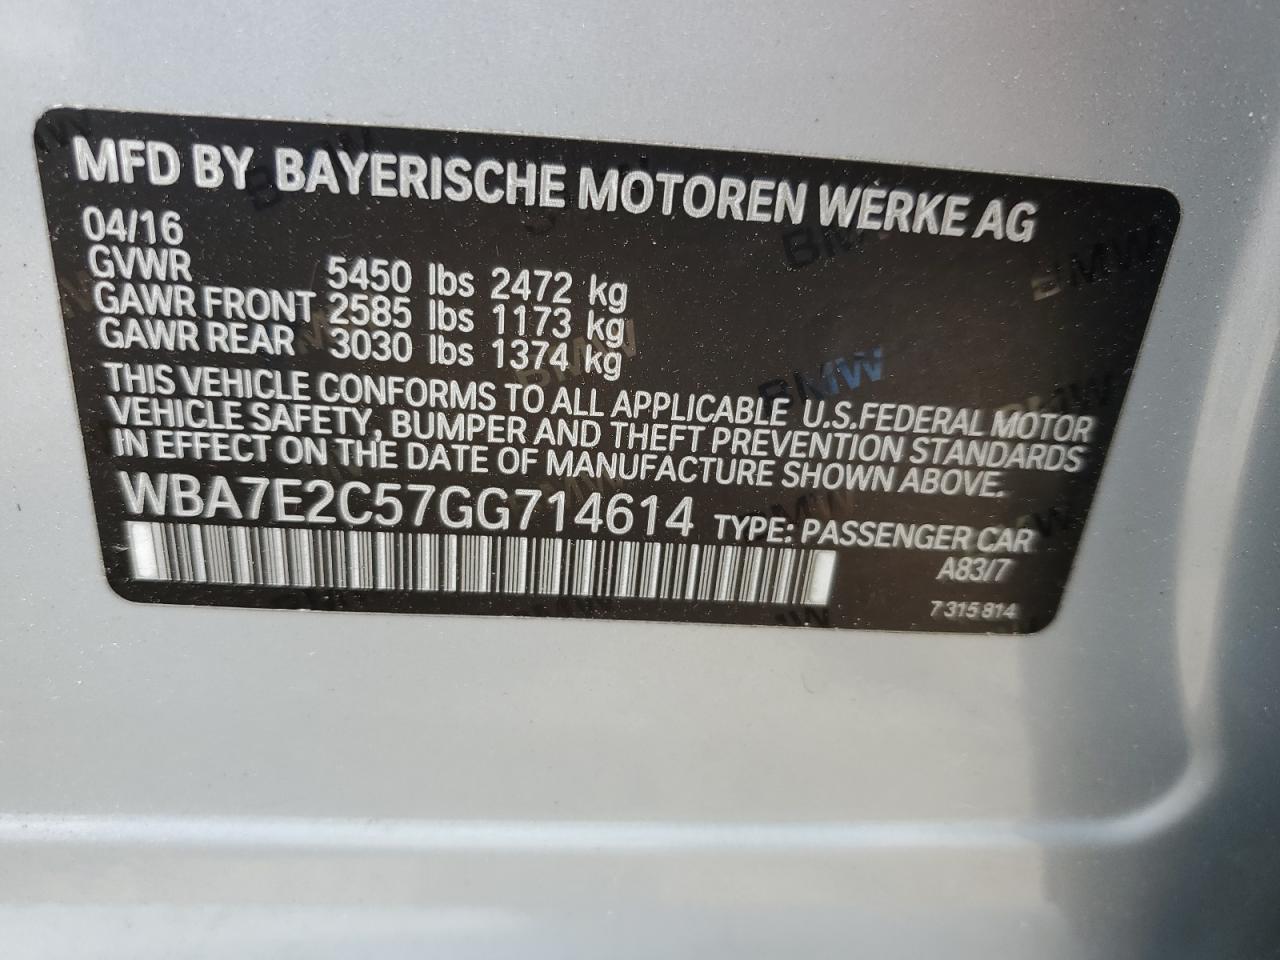 MFD BY BAYERISCHE MOTOREN WERKE AG
04/16
GVWR 5450 lbs 2472 kg
GAWR FRONT 2585 lbs 1173 kg
GAWR REAR 3030 lbs 1374 kg
THIS VEHICLE CONFORMS TO ALL APPLICABLE U.S.FEDERAL MOTOR
VEHICLE SAFETY, BUMPER AND THEFT PREVENTION STANDARDS
IN EFFECT ON THE DATE OF MANUFACTURE SHOWN ABOVE.
WBA7E2C57GG714614 TYPE: PASSENGER CAR
A83/7
7 315 814